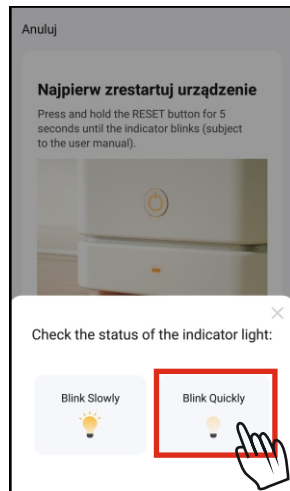 Anuluj
Najpierw zrestartuj urządzenie
Press and hold the RESET button for 5
seconds until the indicator blinks (subject
to the user manual).
Check the status of the indicator light:
Blink Slowly
Blink Quickly